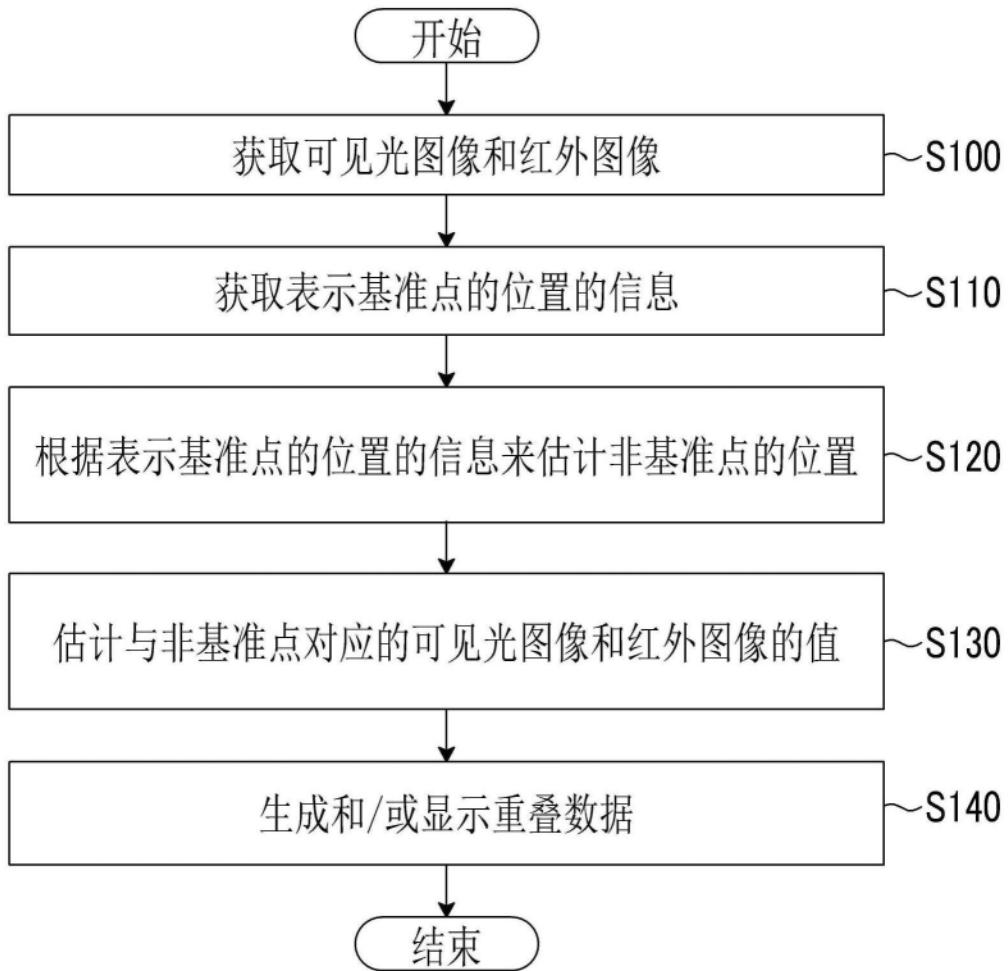 开始
获取可见光图像和红外图像
S100
获取表示基准点的位置的信息
S110
根据表示基准点的位置的信息来估计非基准点的位置
S120
估计与非基准点对应的可见光图像和红外图像的值
S130
生成和/或显示重叠数据
S140
结束